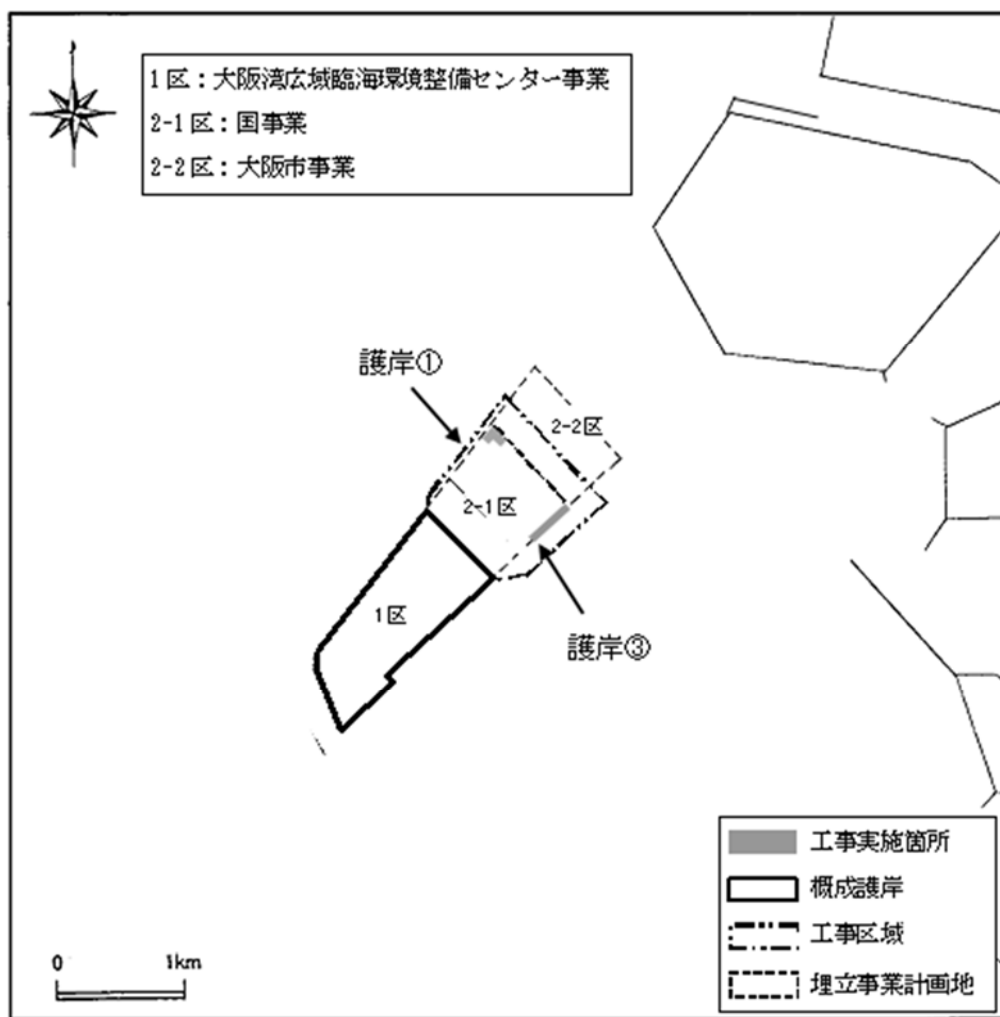 1区：大阪湾広域臨海環境整備センター事業
2-1区：国事業
2-2区：大阪市事業
護岸①
2-2区
2-1区
1区
護岸③
工事実施箇所
概成護岸
工事区域
埋立事業計画地
0 1km